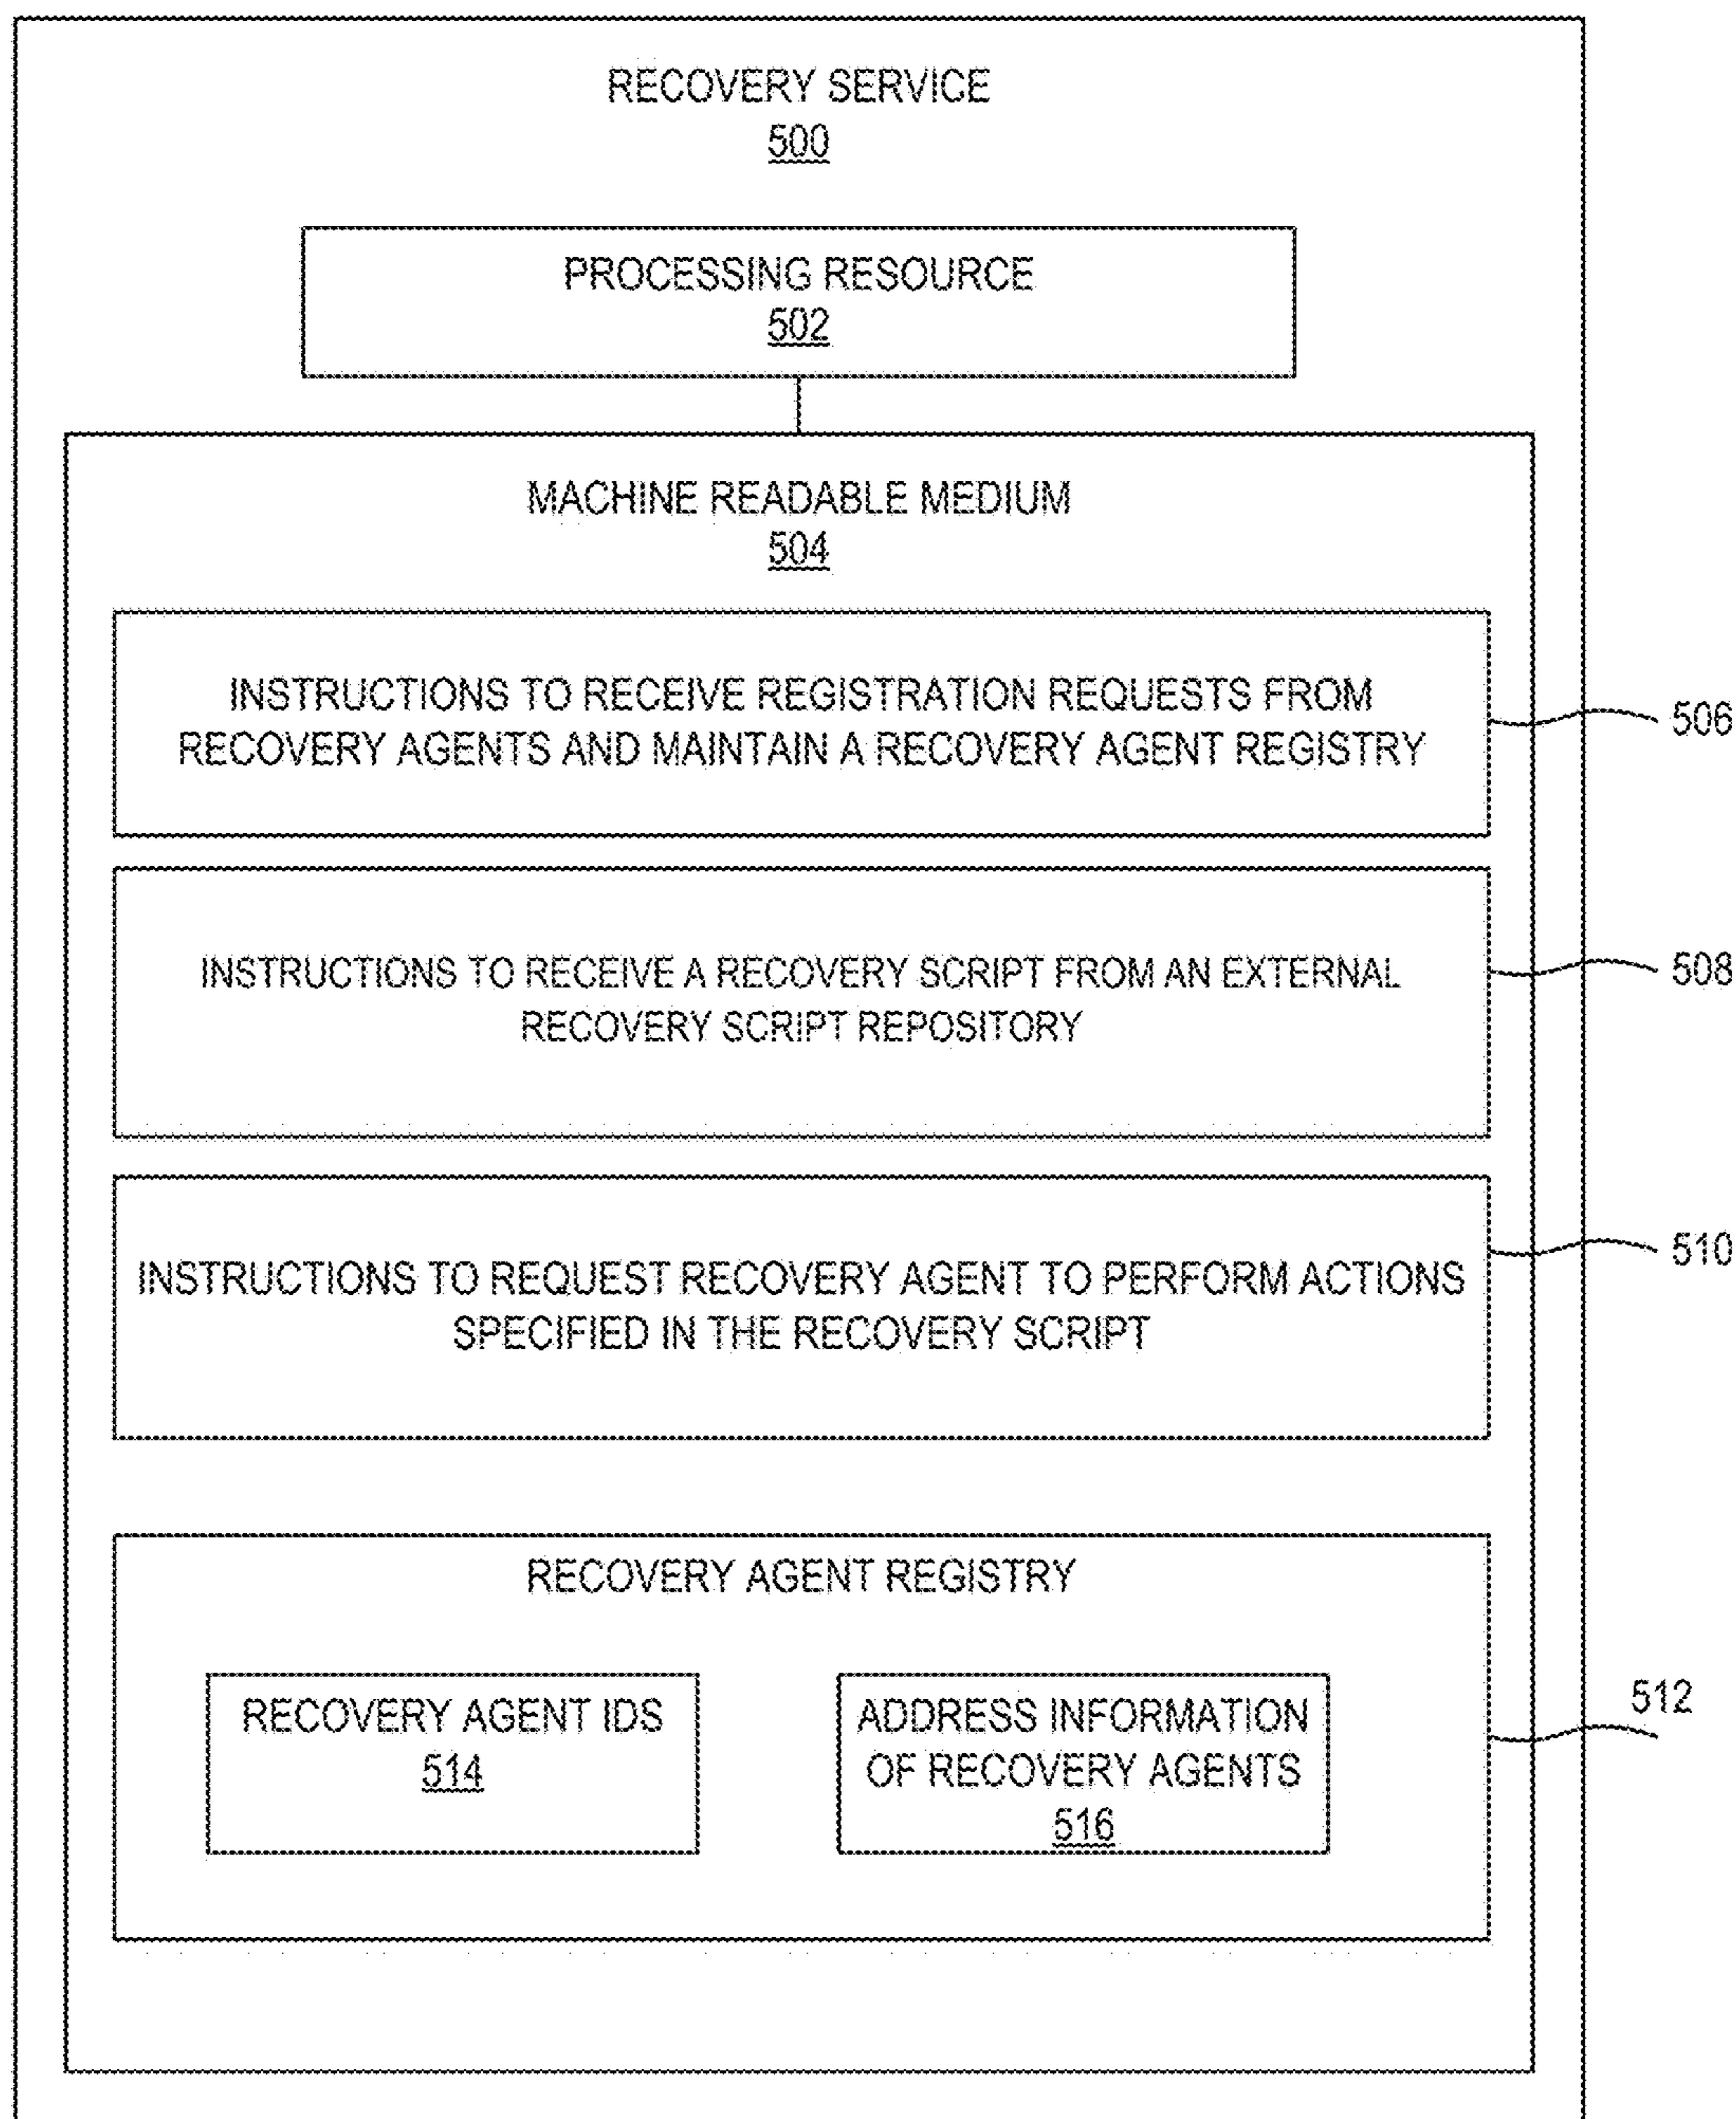 RECOVERY SERVICE
500
PROCESSING RESOURCE
502
MACHINE READABLE MEDIUM
504
INSTRUCTIONS TO RECEIVE REGISTRATION REQUESTS FROM
RECOVERY AGENTS AND MAINTAIN A RECOVERY AGENT REGISTRY
506
INSTRUCTIONS TO RECEIVE A RECOVERY SCRIPT FROM AN EXTERNAL
RECOVERY SCRIPT REPOSITORY
508
INSTRUCTIONS TO REQUEST RECOVERY AGENT TO PERFORM ACTIONS
SPECIFIED IN THE RECOVERY SCRIPT
510
RECOVERY AGENT REGISTRY
512
RECOVERY AGENT IDS
514
ADDRESS INFORMATION
OF RECOVERY AGENTS
516